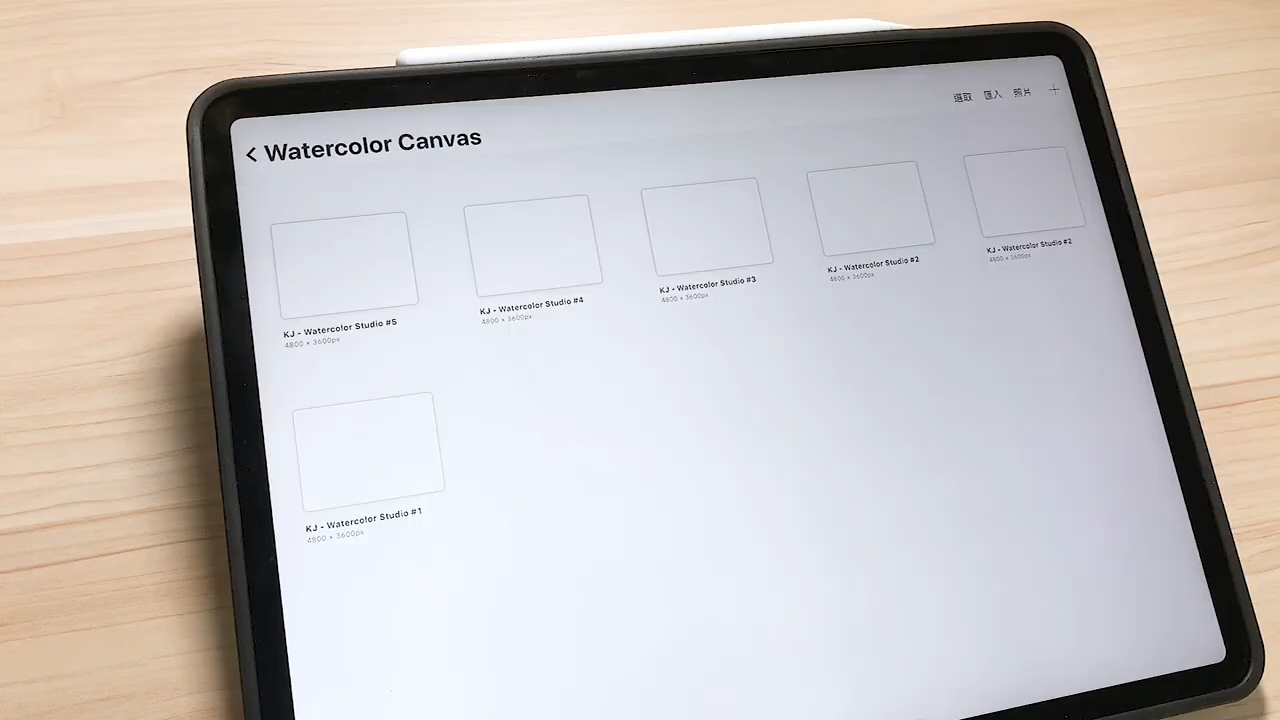 選取 匯入 照片
Watercolor Canvas
KJ - Watercolor Studio #5
4800 × 3600px
KJ - Watercolor Studio #4
4800 × 3600px
KJ - Watercolor Studio #3
4800 × 3600px
KJ - Watercolor Studio #2
4800 × 3600px
KJ - Watercolor Studio #2
4800 × 3600px
KJ - Watercolor Studio #1
4800 × 3600px